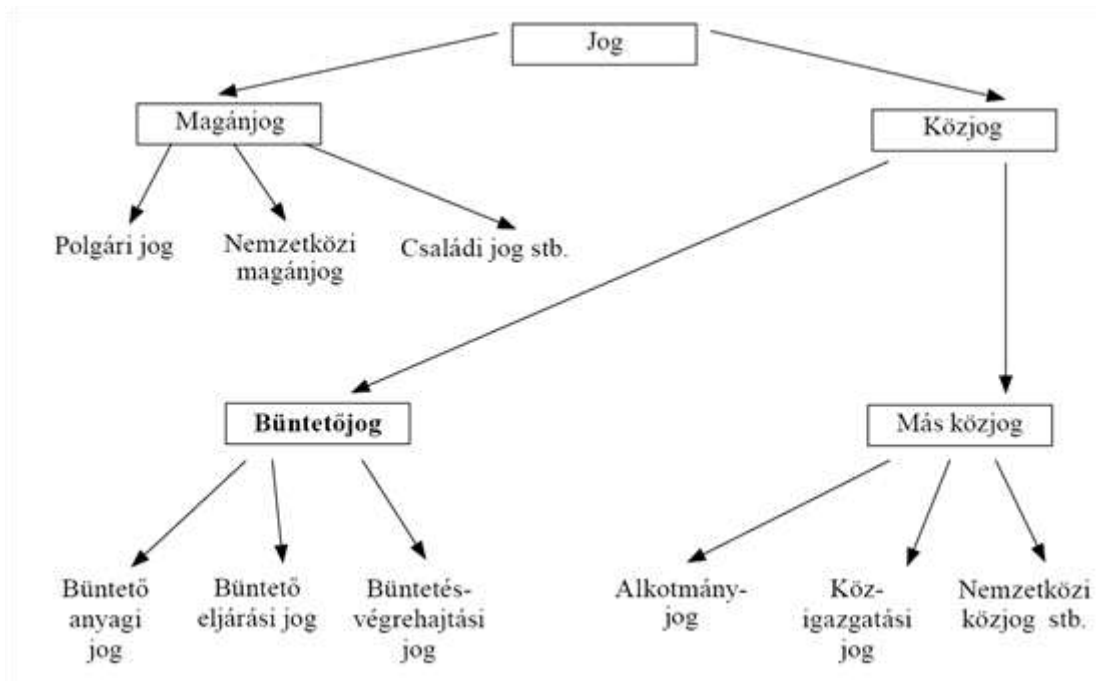 Jog
Magánjog
Közjog
Polgári jog
Nemzetközi
magánjog
Családi jog stb.
Büntetőjog
Más közjog
Büntető
anyagi
jog
Büntető
eljárási jog
Büntetés-
végrehajtási
jog
Alkotmány-
jog
Köz-
igazgatási
jog
Nemzetközi
közjog stb.